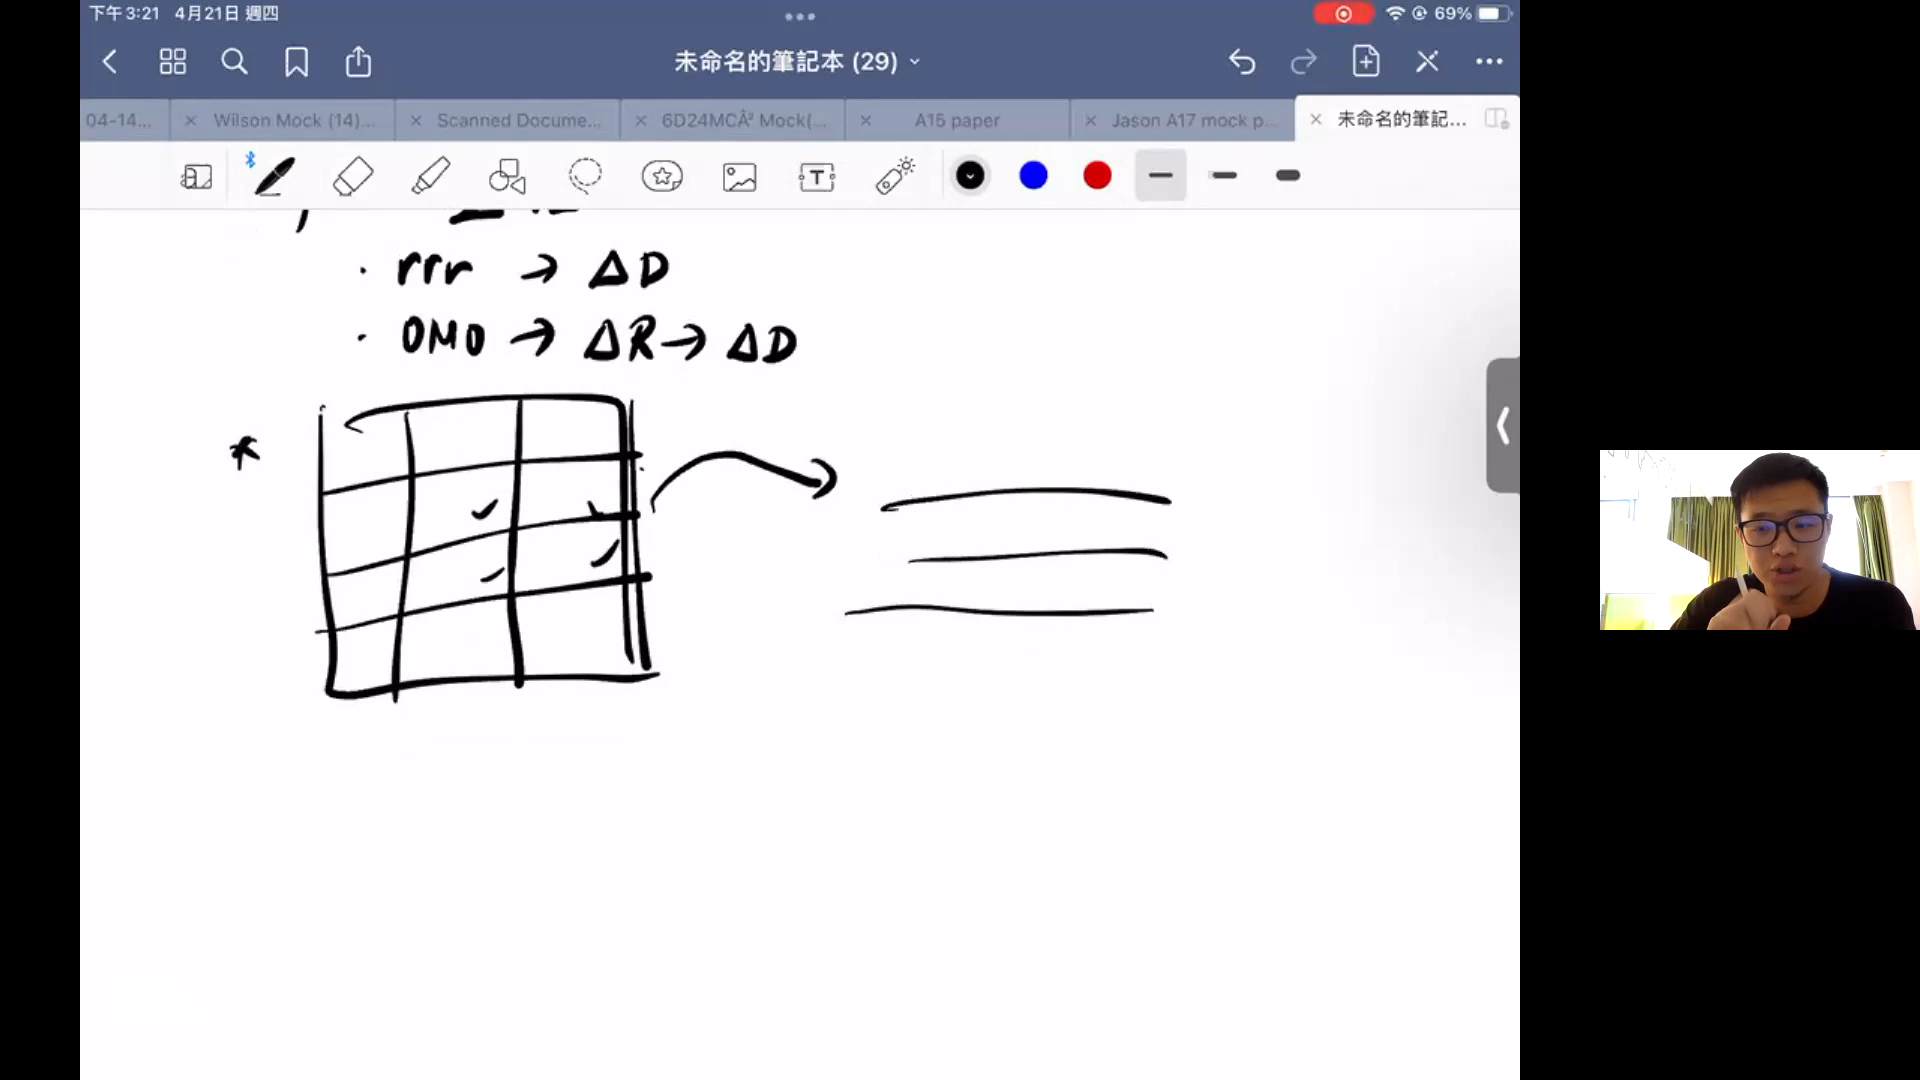 下午3:21 4月21日 週四
69%
未命名的筆記本 (29)
04-14... Wilson Mock (14)... Scanned Docume... 6D24MCÂ² Mock(... A15 paper Jason A17 mock p... 未命名的筆記...
T
· rrr → ΔD
· OMO → ΔR → ΔD
*